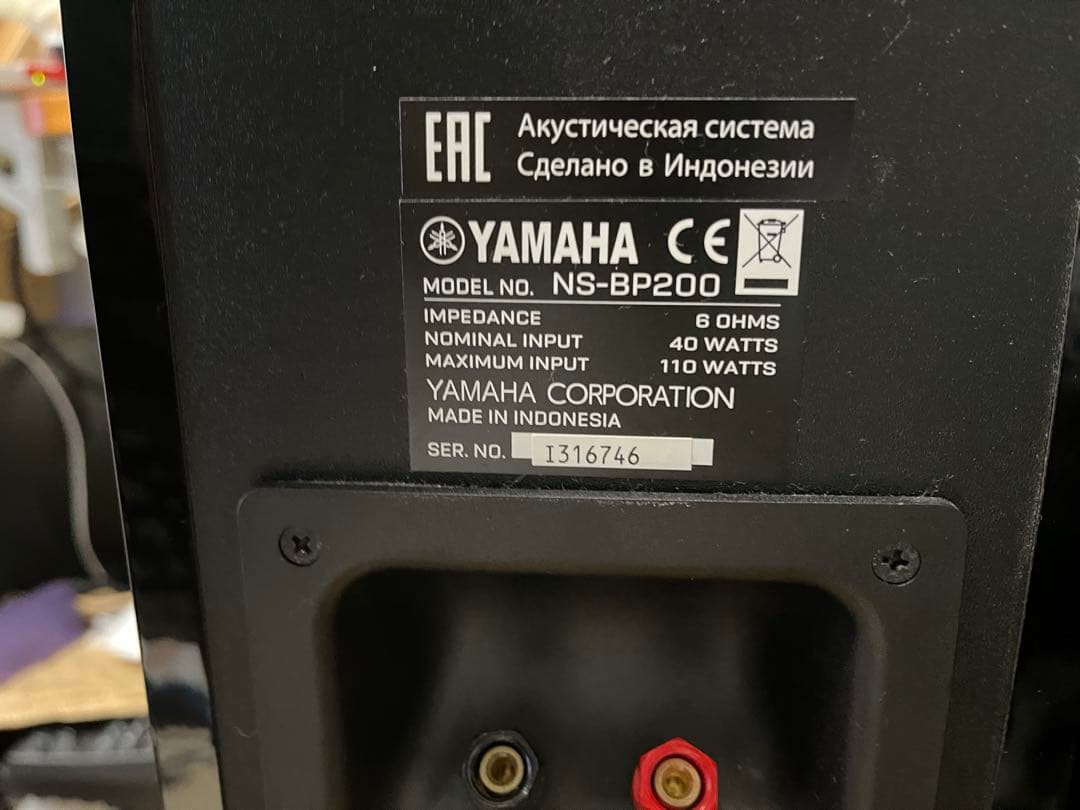 EAC Акустическая система
Сделано в Индонезии
YAMAHA CE
MODEL NO. NS-BP200
IMPEDANCE 6 OHMS
NOMINAL INPUT 40 WATTS
MAXIMUM INPUT 110 WATTS
YAMAHA CORPORATION
MADE IN INDONESIA
SER. NO. I316746